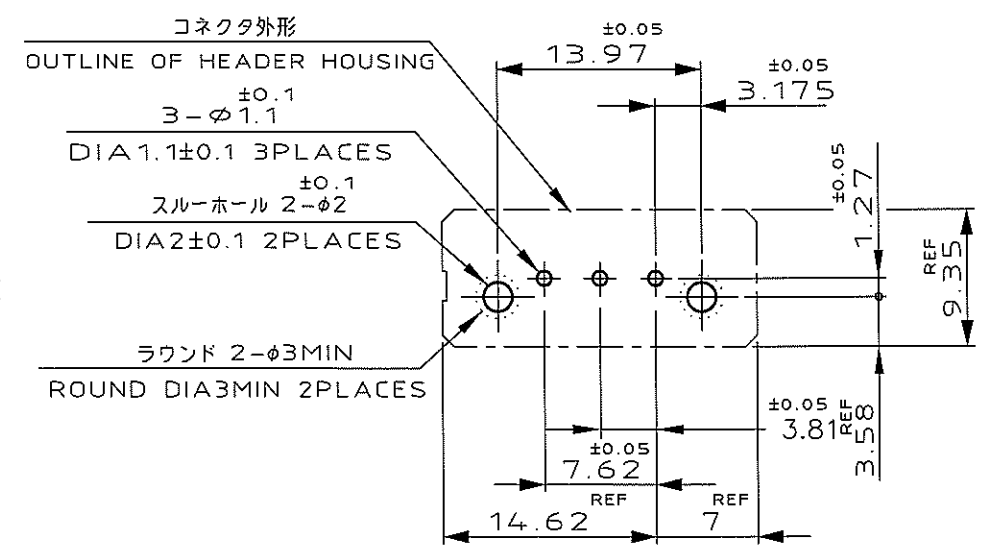 コネクタ外形
OUTLINE OF HEADER HOUSING
±0.1
3-φ1.1
DIA1.1±0.1 3PLACES
±0.1
スルーホール 2-φ2
DIA2±0.1 2PLACES
ラウンド 2-φ3MIN
ROUND DIA3MIN 2PLACES
±0.05
13.97
±0.05
3.175
±0.05
1.27
REF
9.35
REF
3.58
±0.05
3.81
±0.05
7.62
REF
14.62
REF
7